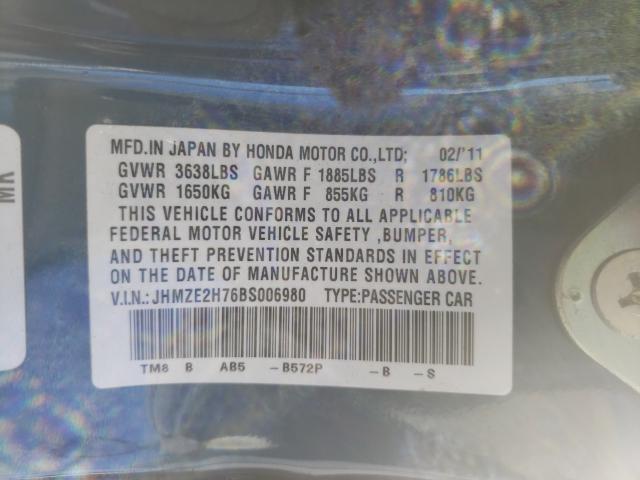 MFD.IN JAPAN BY HONDA MOTOR CO.,LTD: 02/'11
GVWR 3638LBS GAWR F 1885LBS R 1786LBS
GVWR 1650KG GAWR F 855KG R 810KG
THIS VEHICLE CONFORMS TO ALL APPLICABLE
FEDERAL MOTOR VEHICLE SAFETY ,BUMPER,
AND THEFT PREVENTION STANDARDS IN EFFECT
ON THE DATE OF MANUFACTURE SHOWN ABOVE.
V.I.N.:JHMZE2H76BS006980 TYPE:PASSENGER CAR
TM8 B AB5 -B572P -B -S
MR